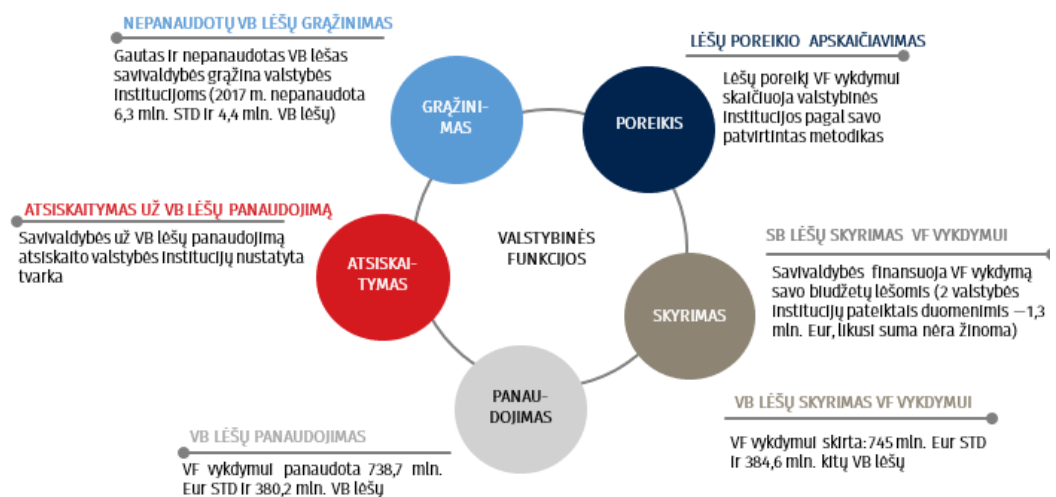 NEPANAUDOTŲ VB LĖŠŲ GRĄŽINIMAS
Gautas ir nepanaudotas VB lėšas
savivaldybės grąžina valstybės
institucijoms (2017 m. nepanaudota
6,3 mln. STD ir 4,4 mln. VB lėšų)
GRĄŽINI-
MAS
LĖŠŲ POREIKIO APSKAIČIAVIMAS
Lėšų poreikį VF vykdymui
skaičiuoja valstybinės
institucijos pagal savo
patvirtintas metodikas
POREIKIS
ATSISKAITYMAS UŽ VB LĖŠŲ PANAUDOJIMĄ
Savivaldybės už VB lėšų panaudojimą
atsiskaito valstybės institucijų nustatyta
tvarka
ATSISKAI-
TYMAS
VALSTYBINĖS
FUNKCIJOS
SB LĖŠŲ SKYRIMAS VF VYKDYMUI
Savivaldybės finansuoja VF vykdymą
savo biudžetų lėšomis (2 valstybės
institucijų pateiktais duomenimis –1,3
mln. Eur, likusi suma nėra žinoma)
SKYRIMAS
PANAU-
DOJIMAS
VB LĖŠŲ PANAUDOJIMAS
VF vykdymui panaudota 738,7 mln.
Eur STD ir 380,2 mln. VB lėšų
VB LĖŠŲ SKYRIMAS VF VYKDYMUI
VF vykdymui skirta: 745 mln. Eur STD
ir 384,6 mln. kitų VB lėšų